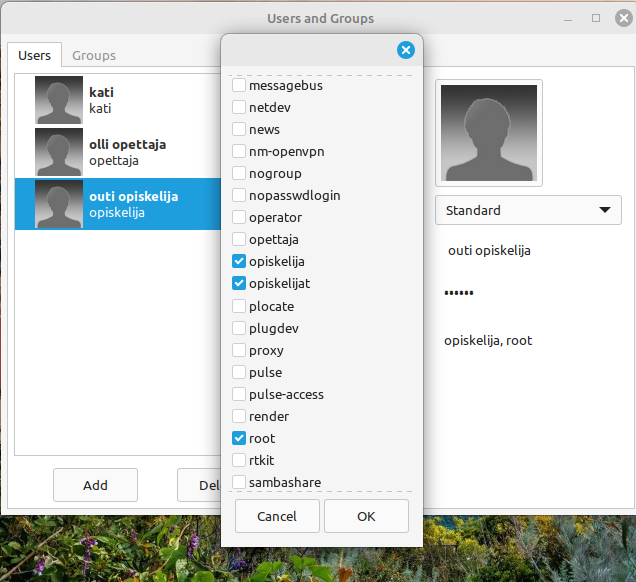 Users and Groups
Users
Groups
kati
kati
olli opettaja
opettaja
outi opiskelija
opiskelija
Add
messagebus
netdev
news
nm-openvpn
nogroup
nopasswdlogin
operator
opettaja
opiskelija
opiskelijat
plocate
plugdev
proxy
pulse
pulse-access
render
root
rtkit
sambashare
Cancel
OK
Standard
outi opiskelija
••••••
opiskelija, root